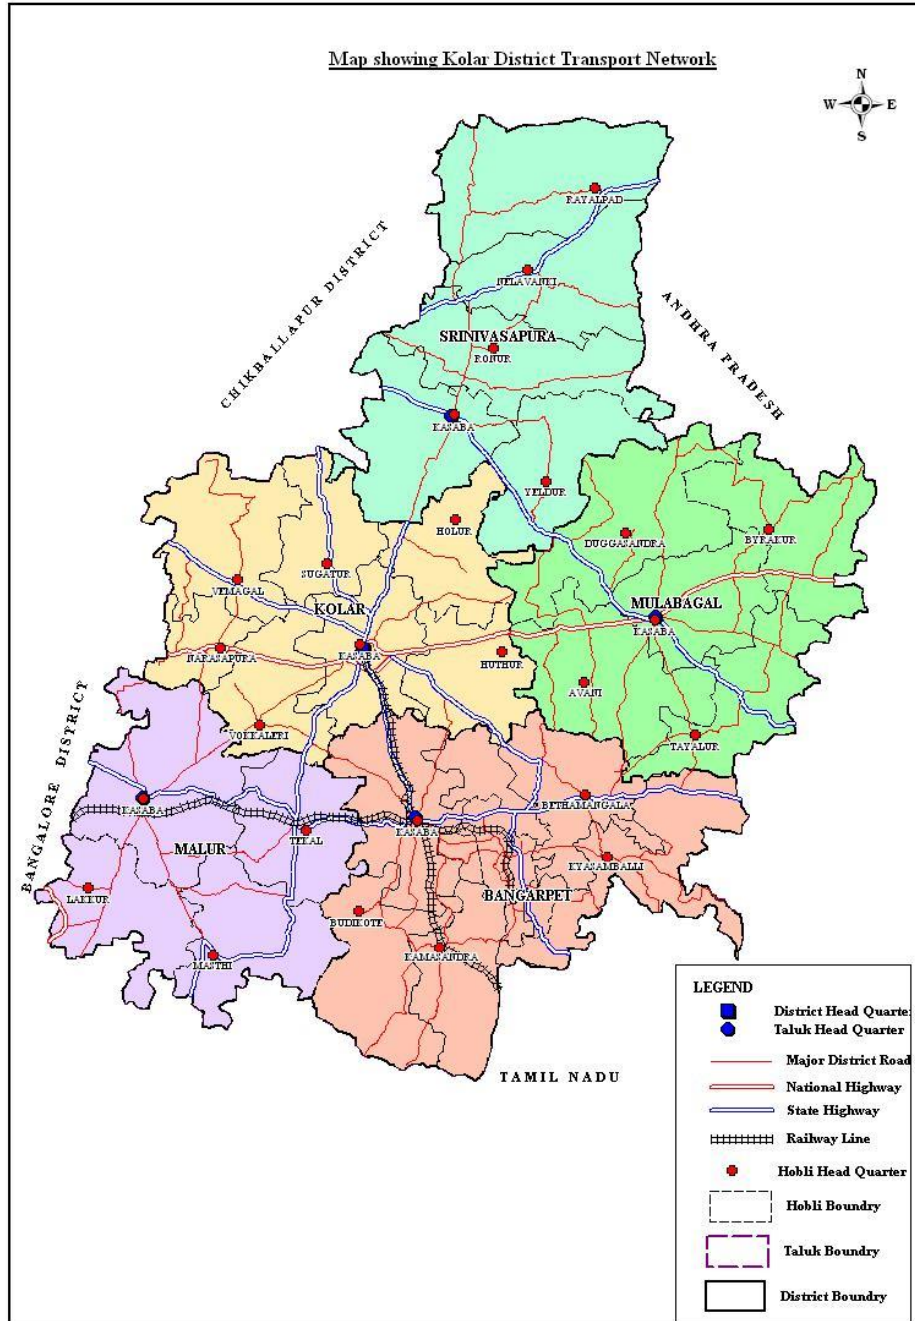 Map showing Kolar District Transport Network
N
W E
S
RAYALPAD
CHIKBALLAPUR DISTRICT
NELAVANKI
ANDHRA PRADESH
SRINIVASAPURA
RONUR
KASABA
YELDUR
HOLUR
DUGGASANDRA
BYRAKUR
SUGATUR
VEMAGAL
KOLAR
MULABAGAL
KASABA
NARASAPURA
KASABA
HUTHUR
AVANI
BANGALORE DISTRICT
VOKKALERI
TAYALUR
KASABA
BETHAMANGALA
KASABA
TEKAL
MALUR
KYASAMBALLI
LAKKUR
BANGARPET
BUDIKOTE
MASTHI
KAMASANDRA
TAMIL NADU
LEGEND
District Head Quarte
Taluk Head Quarter
Major District Road
National Highway
State Highway
Railway Line
Hobli Head Quarter
Hobli Boundry
Taluk Boundry
District Boundry